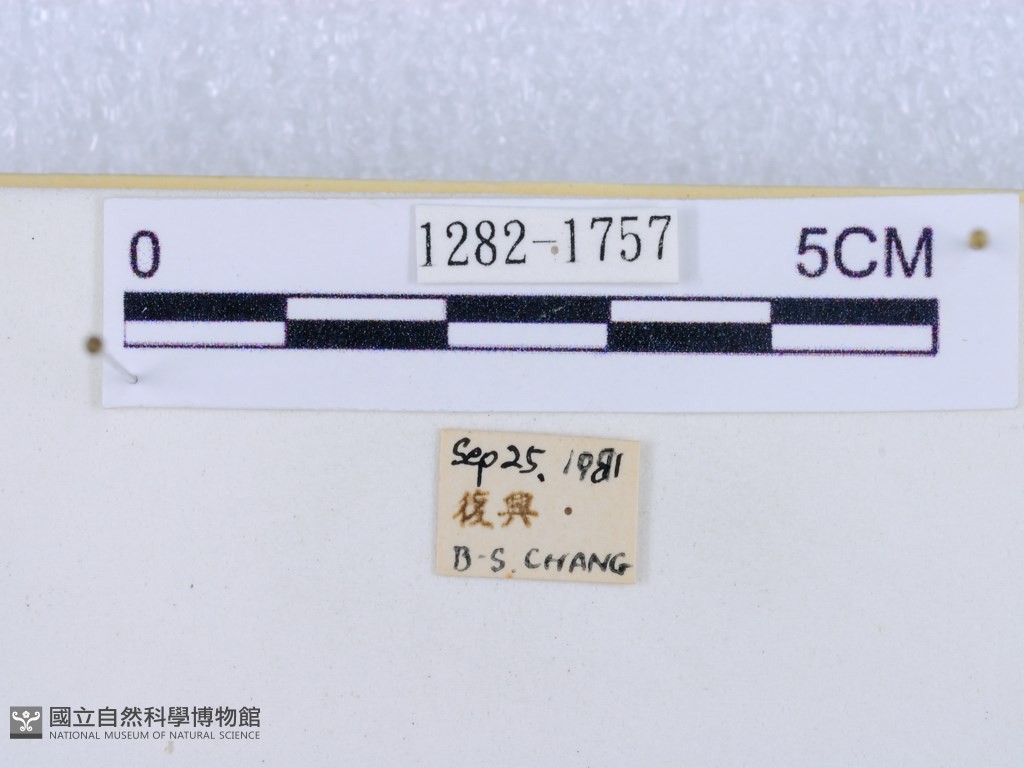 1282-1757
0 5CM
Sep 25, 1981
復興
B-S. CHANG
國立自然科學博物館
NATIONAL MUSEUM OF NATURAL SCIENCE